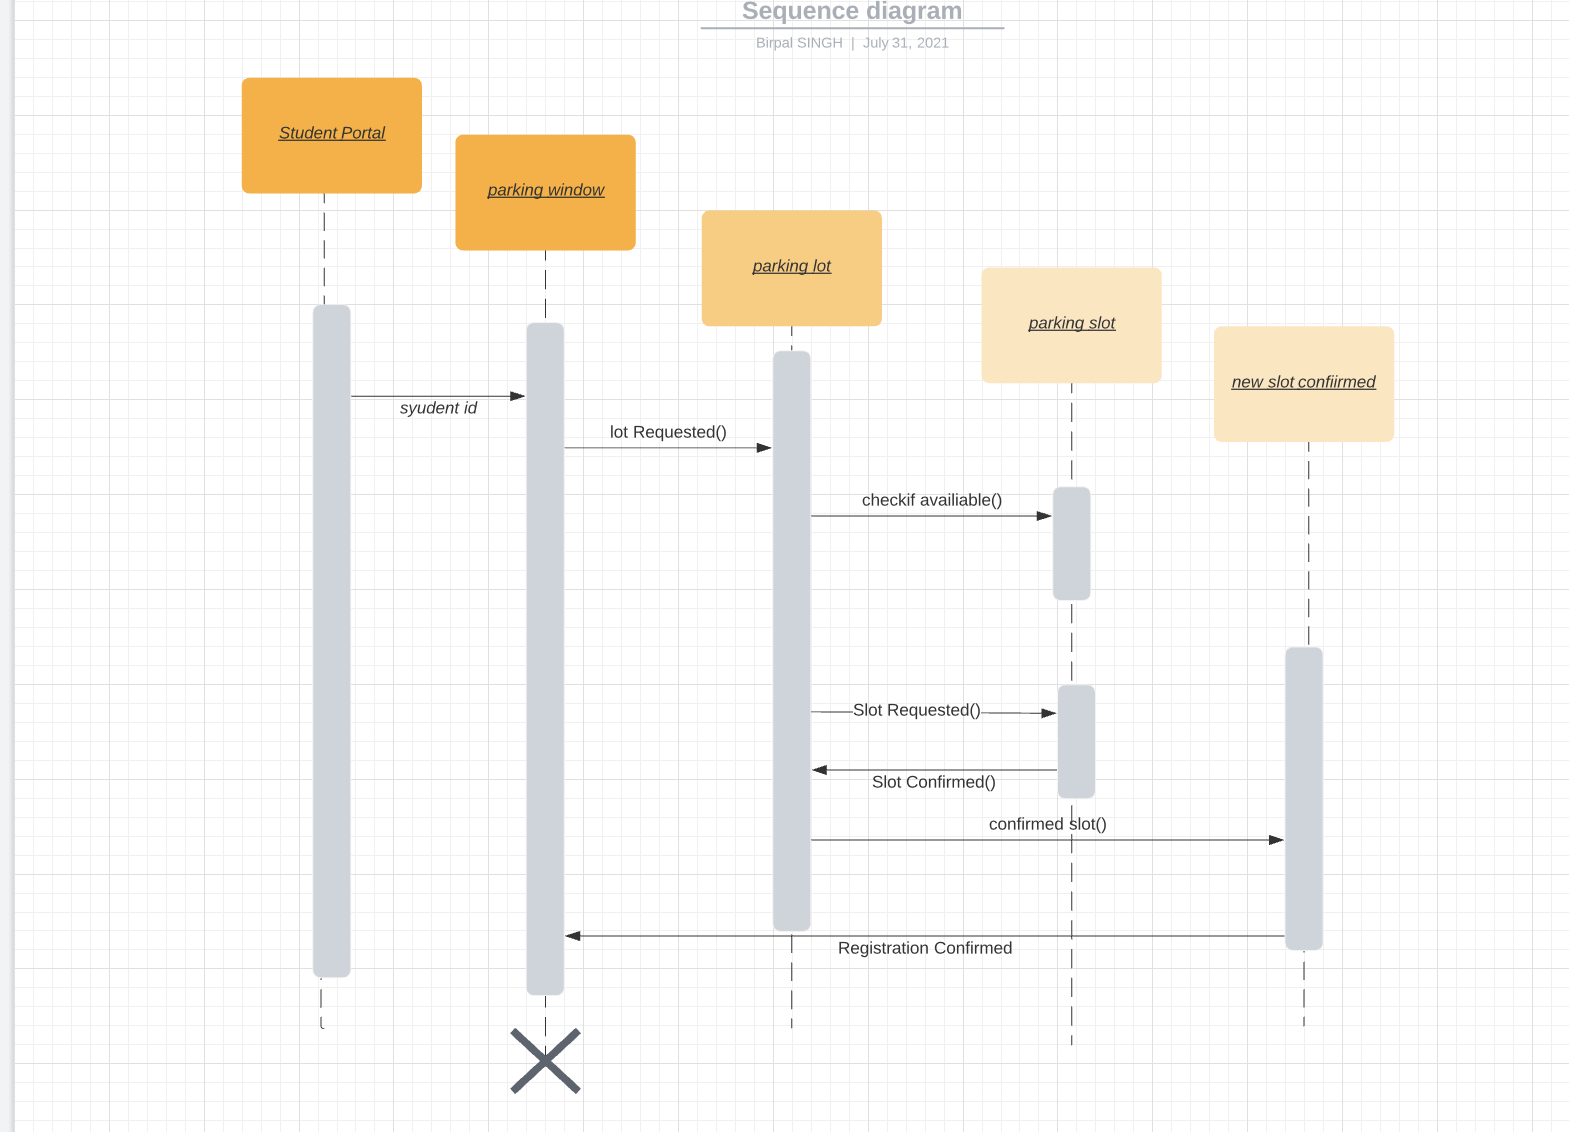 Sequence diagram
Birpal SINGH | July 31, 2021
Student Portal
parking window
parking lot
parking slot
new slot confiirmed
syudent id
lot Requested()
checkif availiable()
Slot Requested()
Slot Confirmed()
confirmed slot()
Registration Confirmed